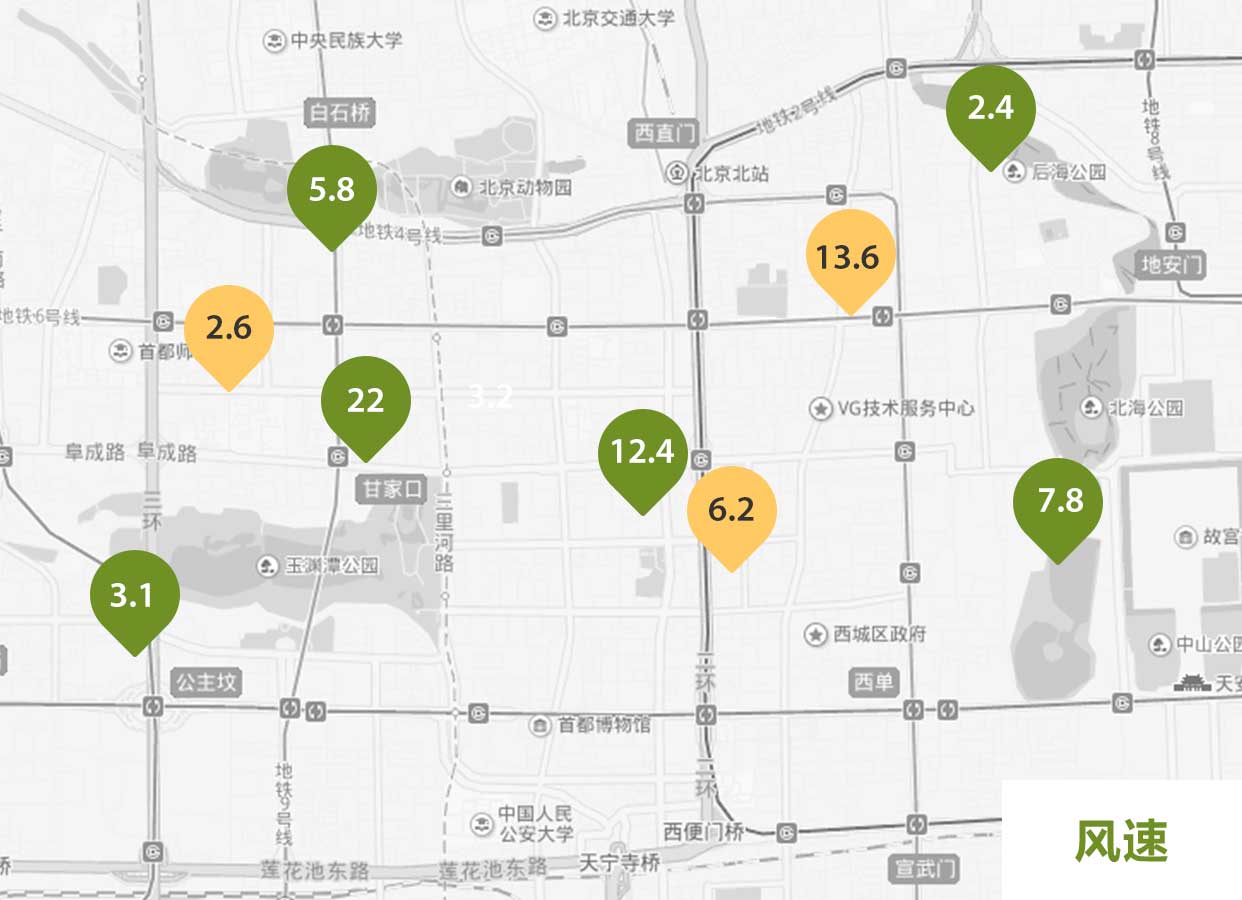 北京交通大学
中央民族大学
白石桥
西直门
地铁2号线
2.4
地铁8号线
后海公园
5.8
北京动物园
北京北站
地铁4号线
13.6
地安门
地铁6号线
2.6
首都师
22
3.2
VG技术服务中心
北海公园
阜成路
阜成路
12.4
甘家口
三环
三里河路
6.2
7.8
故宫
玉渊潭公园
3.1
西城区政府
中山公园
公主坟
西单
天安
二环
首都博物馆
地铁9号线
二环
中国人民
公安大学
西便门桥
风速
桥
莲花池东路
莲花池东路
天宁寺桥
宣武门